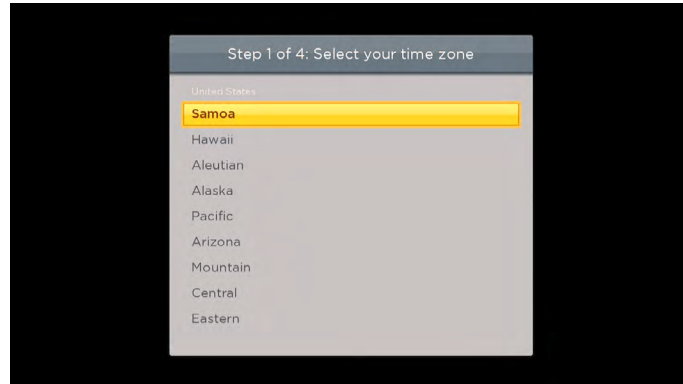 Step 1 of 4: Select your time zone
United States
Samoa
Hawaii
Aleutian
Alaska
Pacific
Arizona
Mountain
Central
Eastern